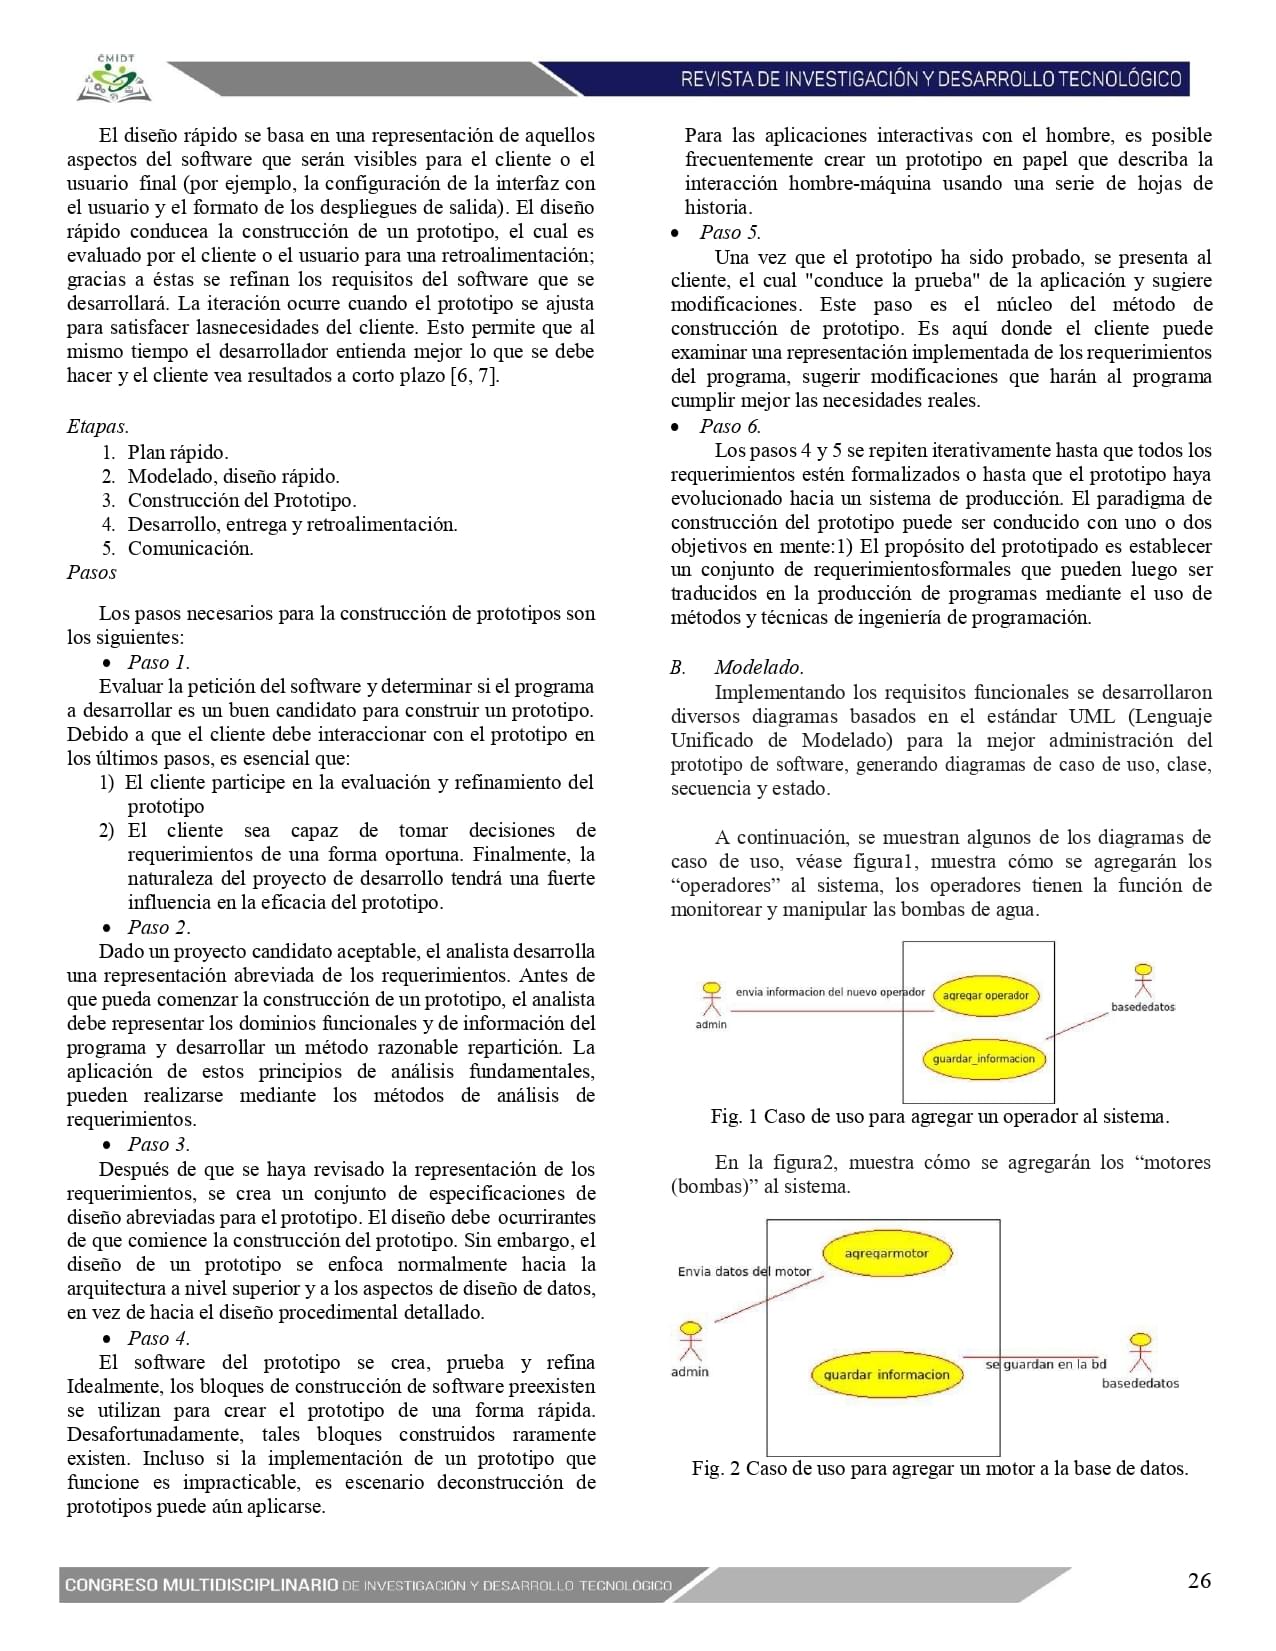 CMIDT
REVISTA DE INVESTIGACIÓN Y DESARROLLO TECNOLÓGICO
El diseño rápido se basa en una representación de aquellos
aspectos del software que serán visibles para el cliente o el
usuario final (por ejemplo, la configuración de la interfaz con
el usuario y el formato de los despliegues de salida). El diseño
rápido conducea la construcción de un prototipo, el cual es
evaluado por el cliente o el usuario para una retroalimentación;
gracias a éstas se refinan los requisitos del software que se
desarrollará. La iteración ocurre cuando el prototipo se ajusta
para satisfacer lasnecesidades del cliente. Esto permite que al
mismo tiempo el desarrollador entienda mejor lo que se debe
hacer y el cliente vea resultados a corto plazo [6, 7].
Etapas.
1. Plan rápido.
2. Modelado, diseño rápido.
3. Construcción del Prototipo.
4. Desarrollo, entrega y retroalimentación.
5. Comunicación.
Pasos
Los pasos necesarios para la construcción de prototipos son
los siguientes:
• Paso 1.
Evaluar la petición del software y determinar si el programa
a desarrollar es un buen candidato para construir un prototipo.
Debido a que el cliente debe interaccionar con el prototipo en
los últimos pasos, es esencial que:
1) El cliente participe en la evaluación y refinamiento del
prototipo
2) El cliente sea capaz de tomar decisiones de
requerimientos de una forma oportuna. Finalmente, la
naturaleza del proyecto de desarrollo tendrá una fuerte
influencia en la eficacia del prototipo.
• Paso 2.
Dado un proyecto candidato aceptable, el analista desarrolla
una representación abreviada de los requerimientos. Antes de
que pueda comenzar la construcción de un prototipo, el analista
debe representar los dominios funcionales y de información del
programa y desarrollar un método razonable repartición. La
aplicación de estos principios de análisis fundamentales,
pueden realizarse mediante los métodos de análisis de
requerimientos.
• Paso 3.
Después de que se haya revisado la representación de los
requerimientos, se crea un conjunto de especificaciones de
diseño abreviadas para el prototipo. El diseño debe ocurrirantes
de que comience la construcción del prototipo. Sin embargo, el
diseño de un prototipo se enfoca normalmente hacia la
arquitectura a nivel superior y a los aspectos de diseño de datos,
en vez de hacia el diseño procedimental detallado.
• Paso 4.
El software del prototipo se crea, prueba y refina
Idealmente, los bloques de construcción de software preexisten
se utilizan para crear el prototipo de una forma rápida.
Desafortunadamente, tales bloques construidos raramente
existen. Incluso si la implementación de un prototipo que
funcione es impracticable, es escenario deconstrucción de
prototipos puede aún aplicarse.
Para las aplicaciones interactivas con el hombre, es posible
frecuentemente crear un prototipo en papel que describa la
interacción hombre-máquina usando una serie de hojas de
historia.
• Paso 5.
Una vez que el prototipo ha sido probado, se presenta al
cliente, el cual "conduce la prueba" de la aplicación y sugiere
modificaciones. Este paso es el núcleo del método de
construcción de prototipo. Es aquí donde el cliente puede
examinar una representación implementada de los requerimientos
del programa, sugerir modificaciones que harán al programa
cumplir mejor las necesidades reales.
• Paso 6.
Los pasos 4 y 5 se repiten iterativamente hasta que todos los
requerimientos estén formalizados o hasta que el prototipo haya
evolucionado hacia un sistema de producción. El paradigma de
construcción del prototipo puede ser conducido con uno o dos
objetivos en mente:1) El propósito del prototipado es establecer
un conjunto de requerimientosformales que pueden luego ser
traducidos en la producción de programas mediante el uso de
métodos y técnicas de ingeniería de programación.
B. Modelado.
Implementando los requisitos funcionales se desarrollaron
diversos diagramas basados en el estándar UML (Lenguaje
Unificado de Modelado) para la mejor administración del
prototipo de software, generando diagramas de caso de uso, clase,
secuencia y estado.
A continuación, se muestran algunos de los diagramas de
caso de uso, véase figura1, muestra cómo se agregarán los
“operadores” al sistema, los operadores tienen la función de
monitorear y manipular las bombas de agua.
envia informacion del nuevo operador
agregar operador
admin
basededatos
guardar_informacion
Fig. 1 Caso de uso para agregar un operador al sistema.
En la figura2, muestra cómo se agregarán los “motores
(bombas)” al sistema.
agregarmotor
Envia datos del motor
admin
guardar informacion
se guardan en la bd
basededatos
Fig. 2 Caso de uso para agregar un motor a la base de datos.
CONGRESO MULTIDISCIPLINARIO DE INVESTIGACIÓN Y DESARROLLO TECNOLÓGICO
26